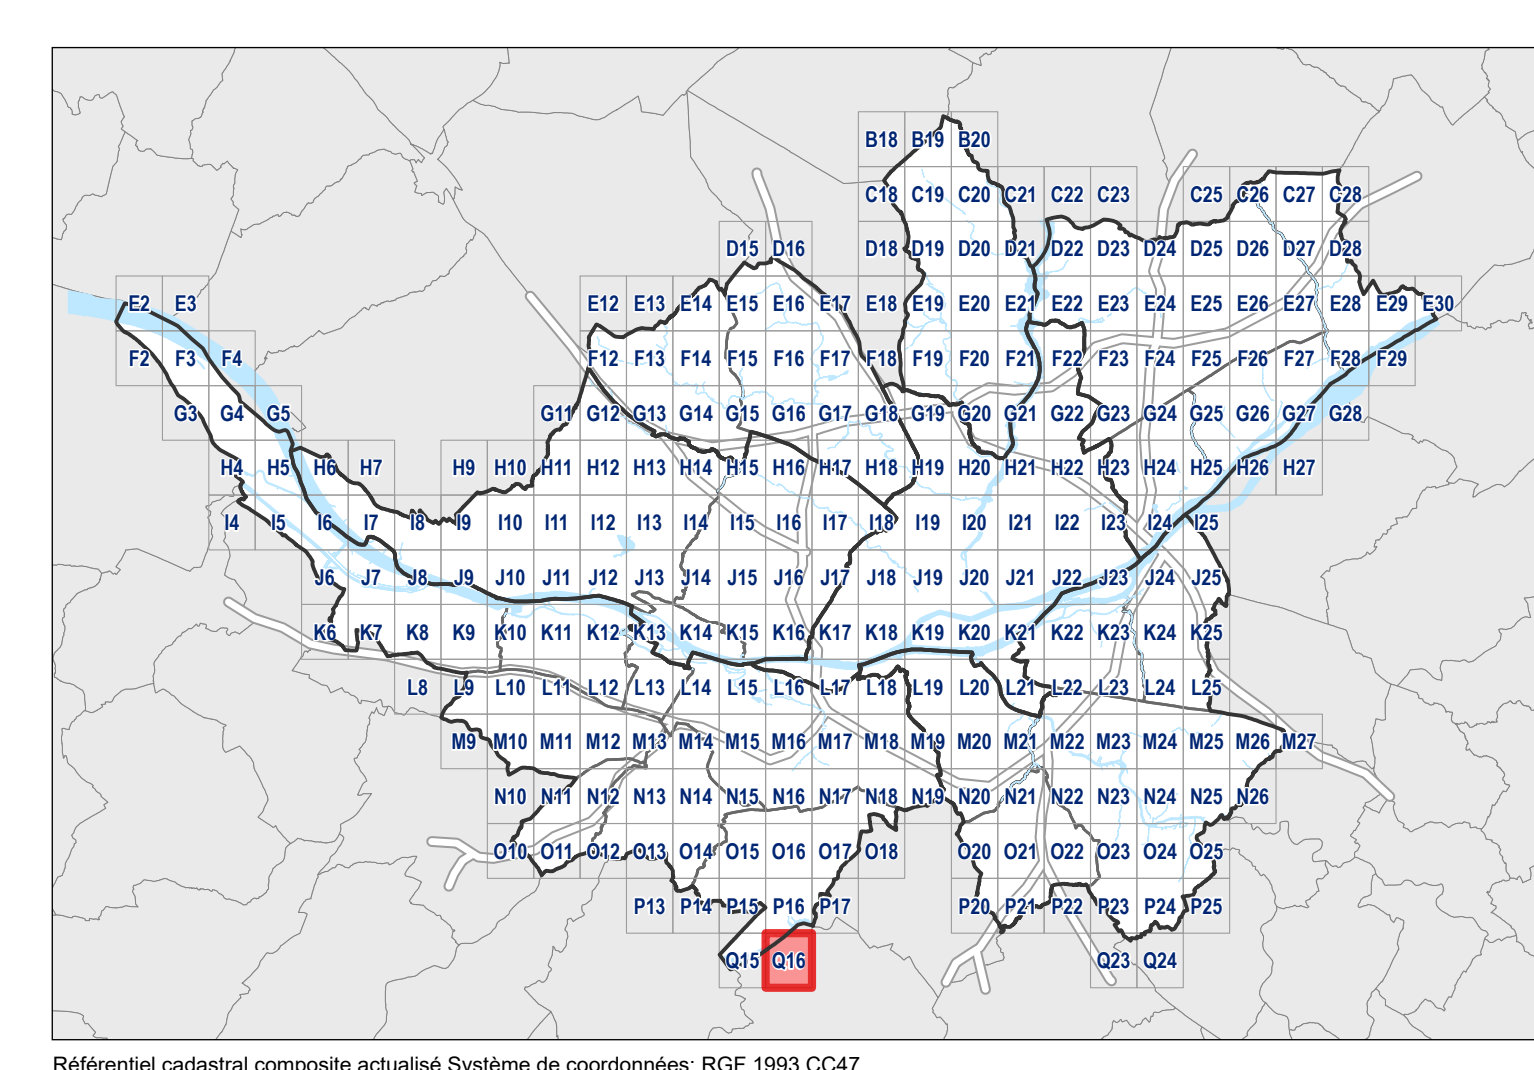 B18 B19 B20
C18 C19 C20 C21 C22 C23 C25 C26 C27 C28
D15 D16 D18 D19 D20 D21 D22 D23 D24 D25 D26 D27 D28
E2 E3 E12 E13 E14 E15 E16 E17 E18 E19 E20 E21 E22 E23 E24 E25 E26 E27 E28 E29 E30
F2 F3 F4 F12 F13 F14 F15 F16 F17 F18 F19 F20 F21 F22 F23 F24 F25 F26 F27 F28 F29
G3 G4 G5 G11 G12 G13 G14 G15 G16 G17 G18 G19 G20 G21 G22 G23 G24 G25 G26 G27 G28
H4 H5 H6 H7 H9 H10 H11 H12 H13 H14 H15 H16 H17 H18 H19 H20 H21 H22 H23 H24 H25 H26 H27
I4 I5 I6 I7 I8 I9 I10 I11 I12 I13 I14 I15 I16 I17 I18 I19 I20 I21 I22 I23 I24 I25
J6 J7 J8 J9 J10 J11 J12 J13 J14 J15 J16 J17 J18 J19 J20 J21 J22 J23 J24 J25
K6 K7 K8 K9 K10 K11 K12 K13 K14 K15 K16 K17 K18 K19 K20 K21 K22 K23 K24 K25
L8 L9 L10 L11 L12 L13 L14 L15 L16 L17 L18 L19 L20 L21 L22 L23 L24 L25
M9 M10 M11 M12 M13 M14 M15 M16 M17 M18 M19 M20 M21 M22 M23 M24 M25 M26 M27
N10 N11 N12 N13 N14 N15 N16 N17 N18 N19 N20 N21 N22 N23 N24 N25 N26
O10 O11 O12 O13 O14 O15 O16 O17 O18 O20 O21 O22 O23 O24 O25
P13 P14 P15 P16 P17 P20 P21 P22 P23 P24 P25
Q15 Q16 Q23 Q24
Référentiel cadastral composite actualisé Système de coordonnées: RGF 1993 CC47